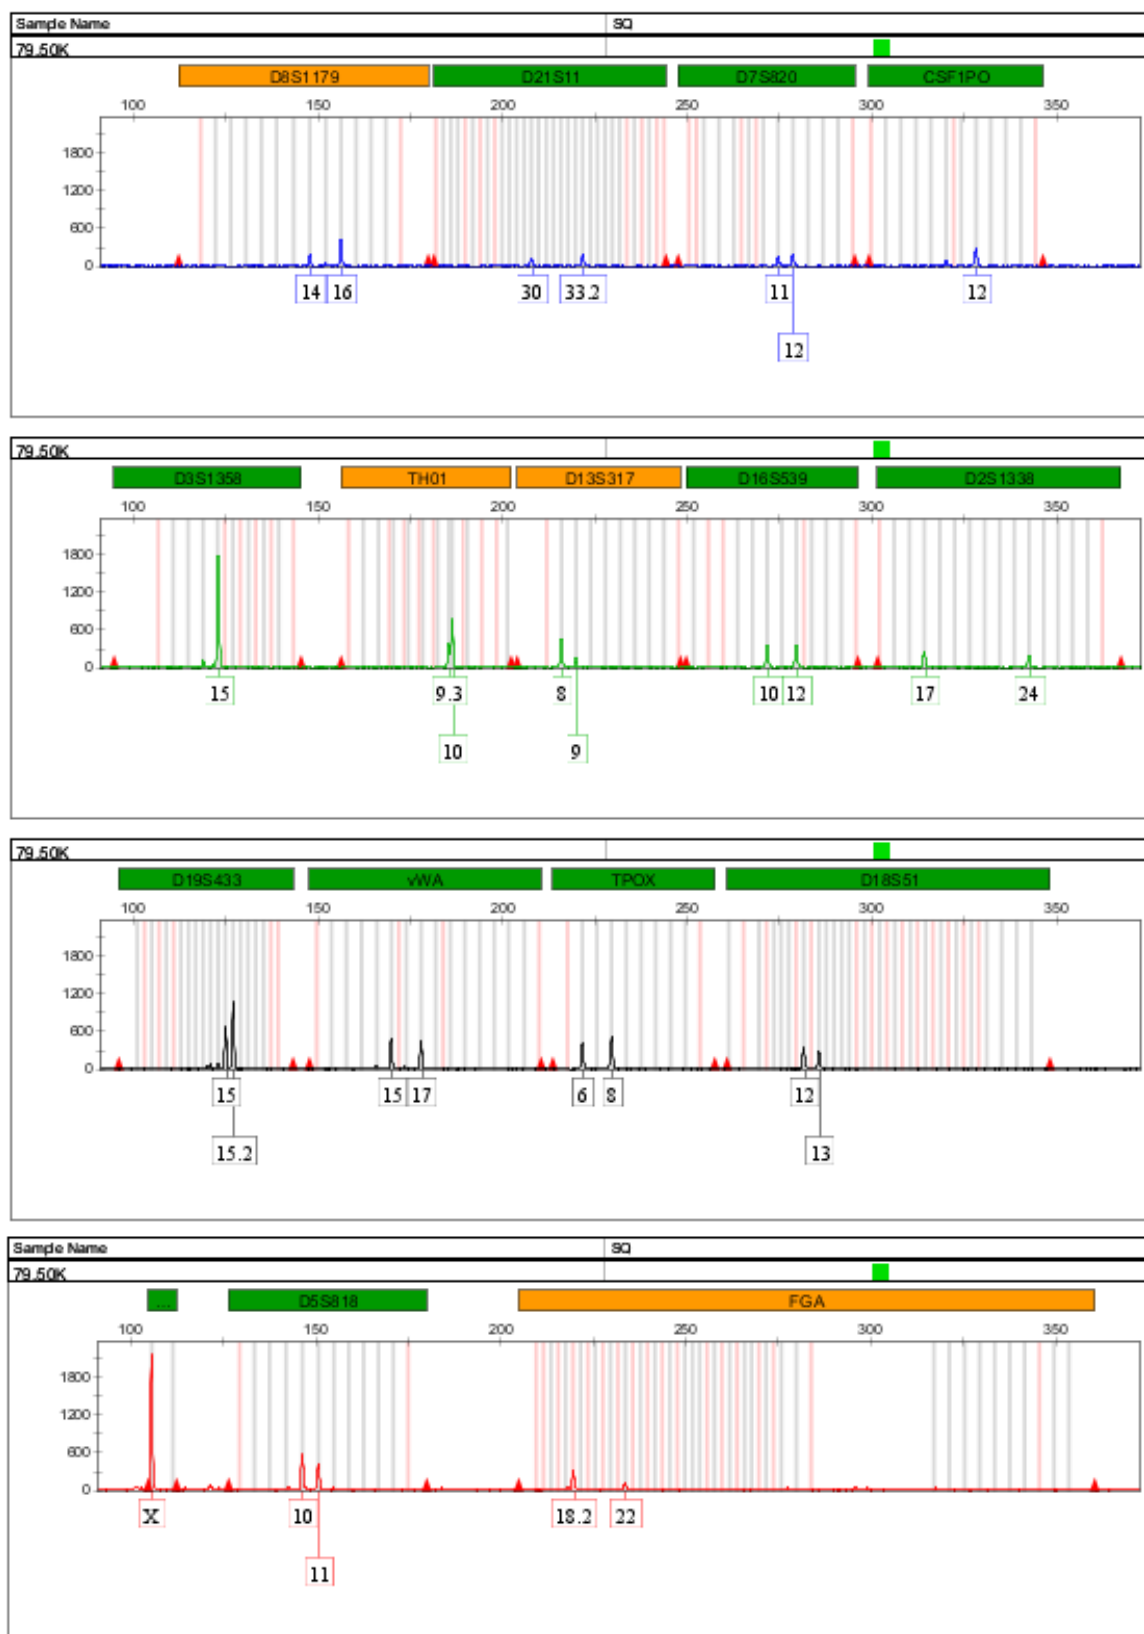 Sample Name SQ
79.50K
D8S1179 D21S11 D7S820 CSF1PO
100 150 200 250 300 350
1800
1200
600
0
14 16 30 33.2 11 12
12
79.50K
D3S1358 TH01 D13S317 D16S539 D2S1338
100 150 200 250 300 350
1800
1200
600
0
15 9.3 8 10 12 17 24
10 9
79.50K
D19S433 vWA TPOX D18S51
100 150 200 250 300 350
1800
1200
600
0
15 15 17 6 8 12
15.2 13
Sample Name SQ
79.50K
... D5S818 FGA
100 150 200 250 300 350
1800
1200
600
0
X 10 18.2 22
11